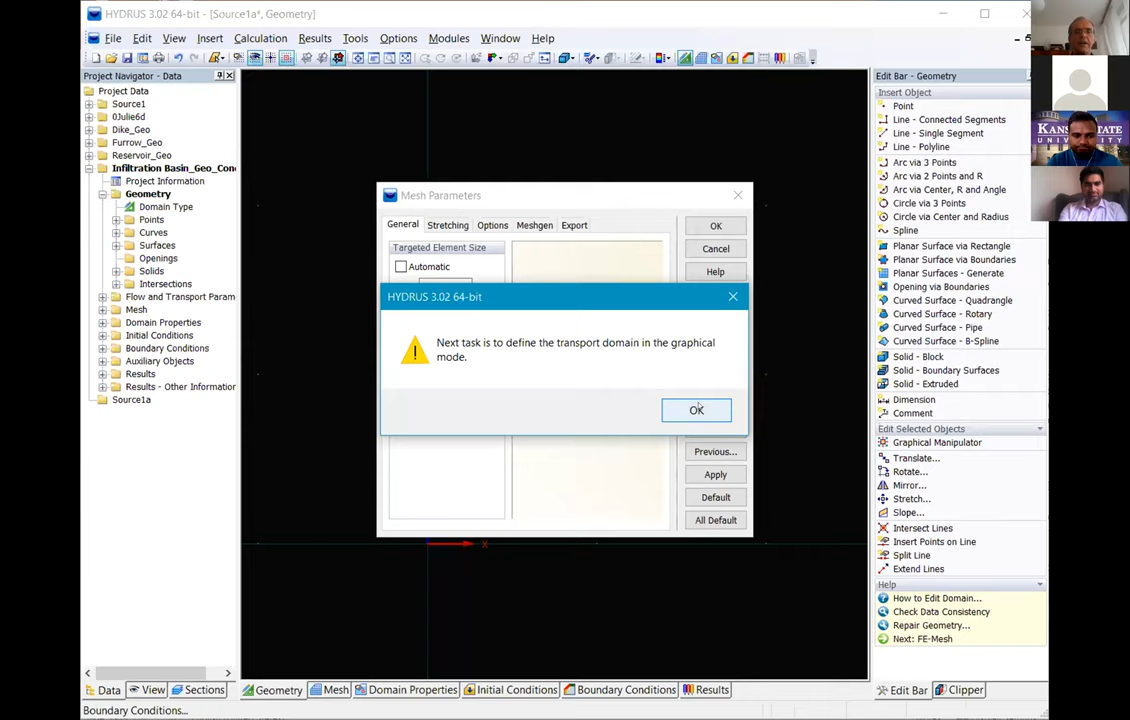 HYDRUS 3.02 64-bit - [Source1a*, Geometry]
File Edit View Insert Calculation Results Tools Options Modules Window Help
Project Navigator - Data
Project Data
Source1
0Julie6d
Dike_Geo
Furrow_Geo
Reservoir_Geo
Infiltration Basin_Geo_Con
Project Information
Geometry
Domain Type
Points
Curves
Surfaces
Openings
Solids
Intersections
Flow and Transport Param
Mesh
Domain Properties
Initial Conditions
Boundary Conditions
Auxiliary Objects
Results
Results - Other Information
Source1a
Data View Sections
Boundary Conditions...
Mesh Parameters
General Stretching Options Meshgen Export
Targeted Element Size
Automatic
OK
Cancel
Help
HYDRUS 3.02 64-bit
Next task is to define the transport domain in the graphical
mode.
OK
Previous...
Apply
Default
All Default
X
Geometry Mesh Domain Properties Initial Conditions Boundary Conditions Results
Edit Bar - Geometry
Insert Object
Point
Line - Connected Segments
Line - Single Segment
Line - Polyline
Arc via 3 Points
Arc via 2 Points and R
Arc via Center, R and Angle
Circle via 3 Points
Circle via Center and Radius
Spline
Planar Surface via Rectangle
Planar Surface via Boundaries
Planar Surfaces - Generate
Opening via Boundaries
Curved Surface - Quadrangle
Curved Surface - Rotary
Curved Surface - Pipe
Curved Surface - B-Spline
Solid - Block
Solid - Boundary Surfaces
Solid - Extruded
Dimension
Comment
Edit Selected Objects
Graphical Manipulator
Translate...
Rotate...
Mirror...
Stretch...
Slope...
Intersect Lines
Insert Points on Line
Split Line
Extend Lines
Help
How to Edit Domain...
Check Data Consistency
Repair Geometry...
Next: FE-Mesh
Edit Bar Clipper